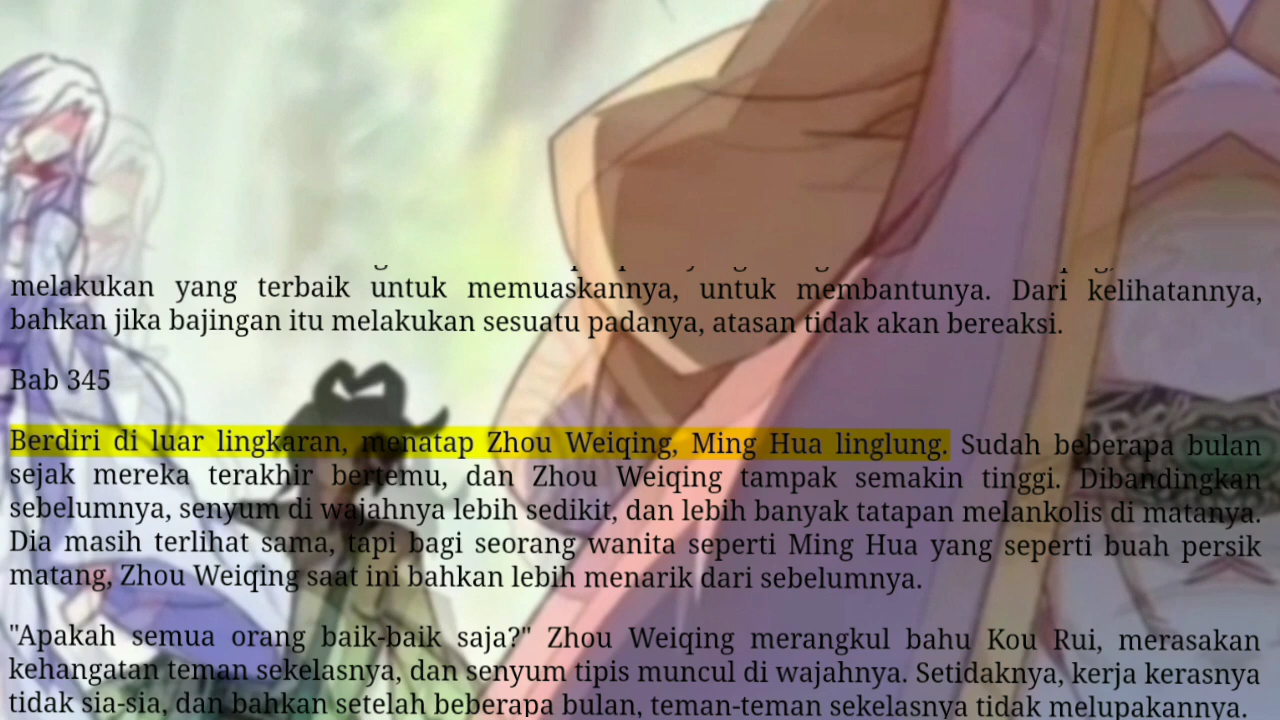 melakukan yang terbaik untuk memuaskannya, untuk membantunya. Dari kelihatannya,
bahkan jika bajingan itu melakukan sesuatu padanya, atasan tidak akan bereaksi.
Bab 345
Berdiri di luar lingkaran, menatap Zhou Weiqing, Ming Hua linglung. Sudah beberapa bulan
sejak mereka terakhir bertemu, dan Zhou Weiqing tampak semakin tinggi. Dibandingkan
sebelumnya, senyum di wajahnya lebih sedikit, dan lebih banyak tatapan melankolis di matanya.
Dia masih terlihat sama, tapi bagi seorang wanita seperti Ming Hua yang seperti buah persik
matang, Zhou Weiqing saat ini bahkan lebih menarik dari sebelumnya.
"Apakah semua orang baik-baik saja?" Zhou Weiqing merangkul bahu Kou Rui, merasakan
kehangatan teman sekelasnya, dan senyum tipis muncul di wajahnya. Setidaknya, kerja kerasnya
tidak sia-sia, dan bahkan setelah beberapa bulan, teman-teman sekelasnya tidak melupakannya.